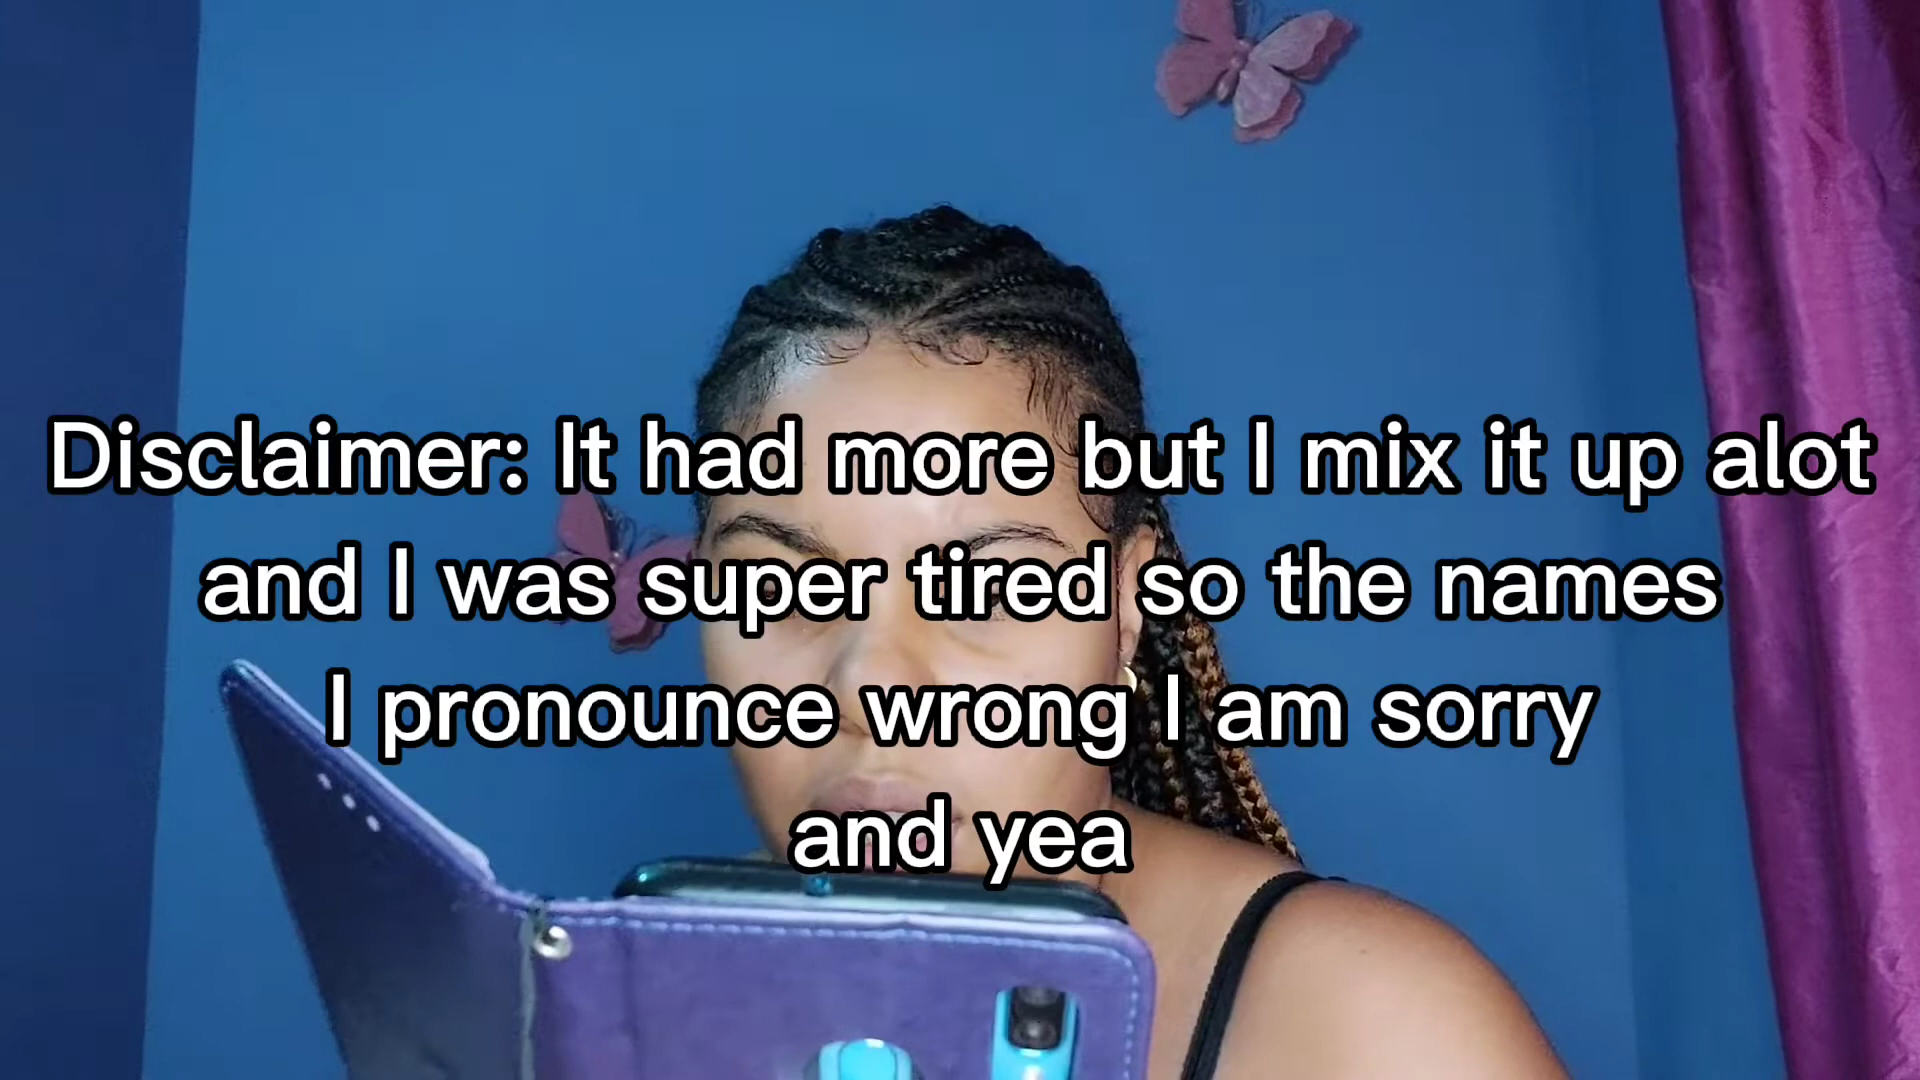 Disclaimer: It had more but I mix it up alot
and I was super tired so the names
I pronounce wrong I am sorry
and yea